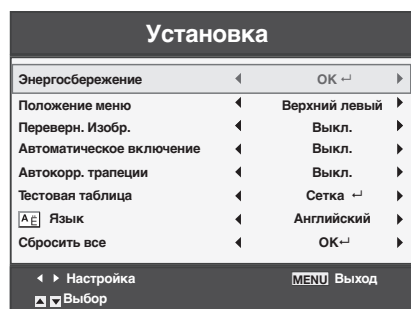 Установка
Энергосбережение OK
Положение меню Верхний левый
Переверн. Изобр. Выкл.
Автоматическое включение Выкл.
Автокорр. трапеции Выкл.
Тестовая таблица Сетка
AË Язык Английский
Сбросить все OK
Настройка MENU Выход
Выбор